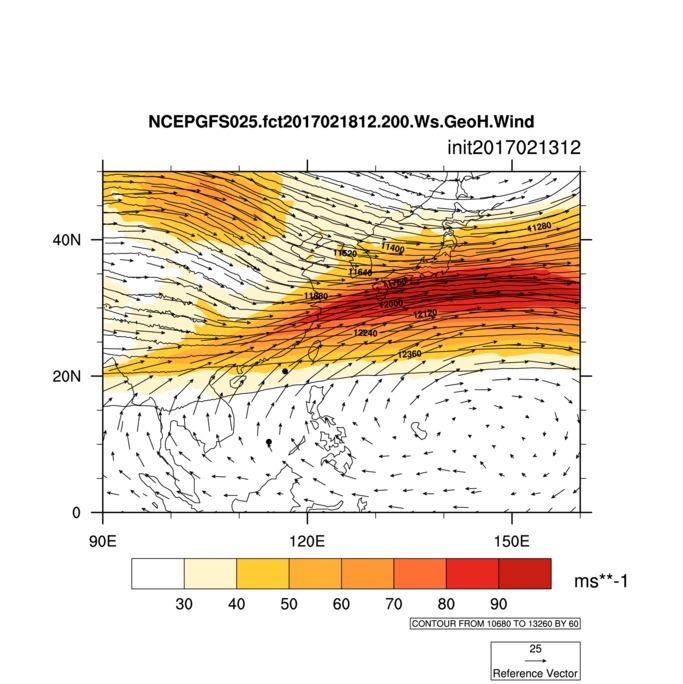 NCEPGFS025.fct2017021812.200.Ws.GeoH.Wind
init2017021312
40N
20N
0
11280
11400
11520
11640
11760
11880
12000
12120
12240
12360
90E 120E 150E
30 40 50 60 70 80 90
ms**-1
CONTOUR FROM 10680 TO 13260 BY 60
25
Reference Vector